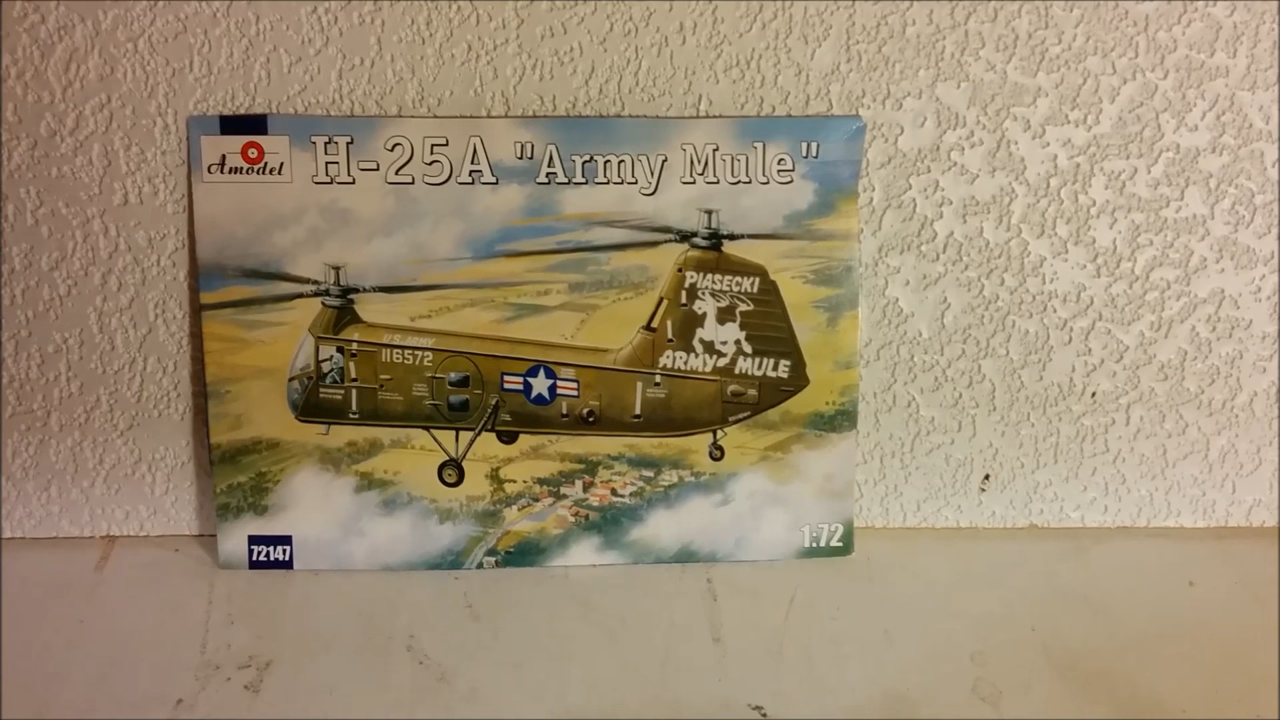 Amodel
H-25A "Army Mule"
PIASECKI
ARMY MULE
U.S. ARMY
116572
72147
1:72